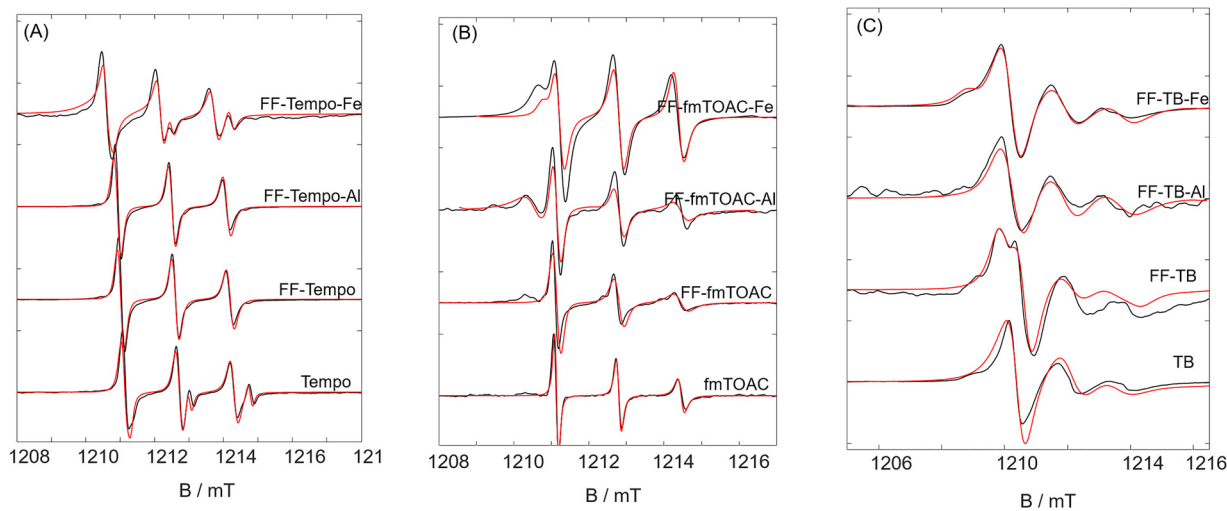 (A)
FF-Tempo-Fe
FF-Tempo-Al
FF-Tempo
Tempo
1208 1210 1212 1214 1216 121
B / mT
(B)
FF-fmTOAC-Fe
FF-fmTOAC-Al
FF-fmTOAC
fmTOAC
1208 1210 1212 1214 1216
B / mT
(C)
FF-TB-Fe
FF-TB-Al
FF-TB
TB
1206 1210 1214 1216
B / mT